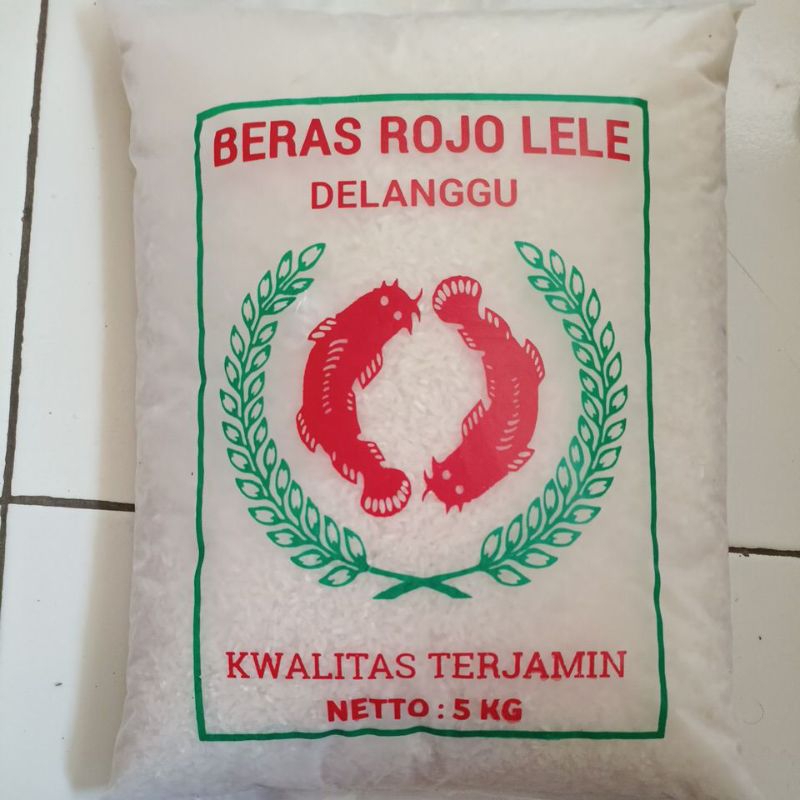 BERAS ROJO LELE
DELANGGU
KWALITAS TERJAMIN
NETTO : 5 KG